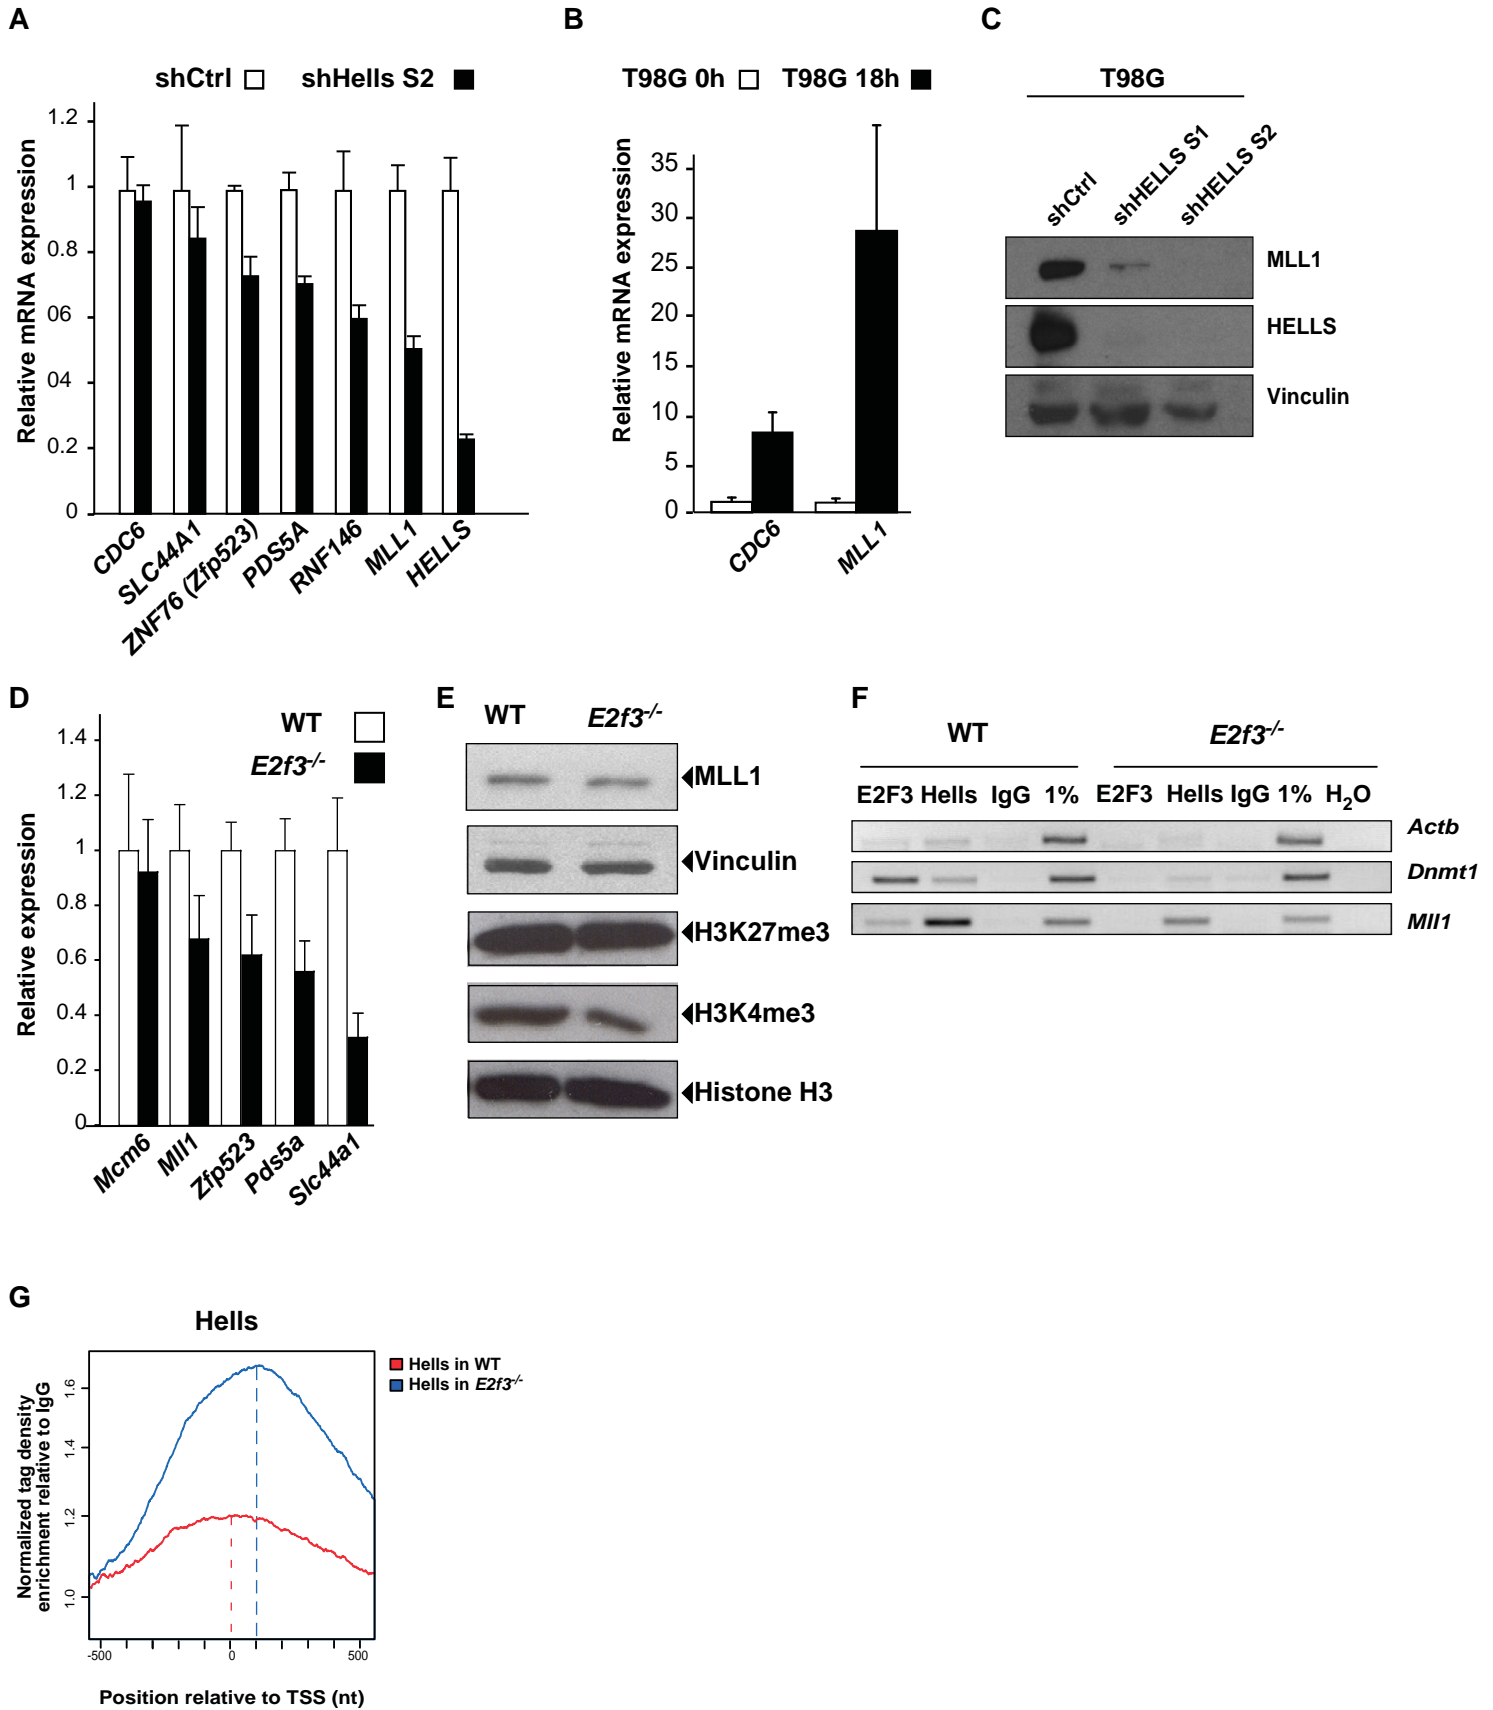 A
shCtrl
shHells S2
Relative mRNA expression
1.2
1
0.8
06
04
0.2
0
CDC6
SLC44A1
ZNF76 (Zfp523)
PDS5A
RNF146
MLL1
HELLS
B
T98G 0h
T98G 18h
Relative mRNA expression
35
30
25
20
15
10
5
0
CDC6
MLL1
C
T98G
shCtrl
shHELLS S1
shHELLS S2
MLL1
HELLS
Vinculin
D
WT
E2f3-/-
Relative expression
1.4
1.2
1
0.8
0.6
0.4
0.2
0
Mcm6
Mll1
Zfp523
Pds5a
Slc44a1
E
WT
E2f3-/-
MLL1
Vinculin
H3K27me3
H3K4me3
Histone H3
F
WT
E2f3-/-
E2F3 Hells IgG 1% E2F3 Hells IgG 1% H2O
Actb
Dnmt1
Mll1
G
Hells
Hells in WT
Hells in E2f3-/-
Normalized tag density
enrichment relative to IgG
1.6
1.4
1.2
1.0
-500
0
500
Position relative to TSS (nt)